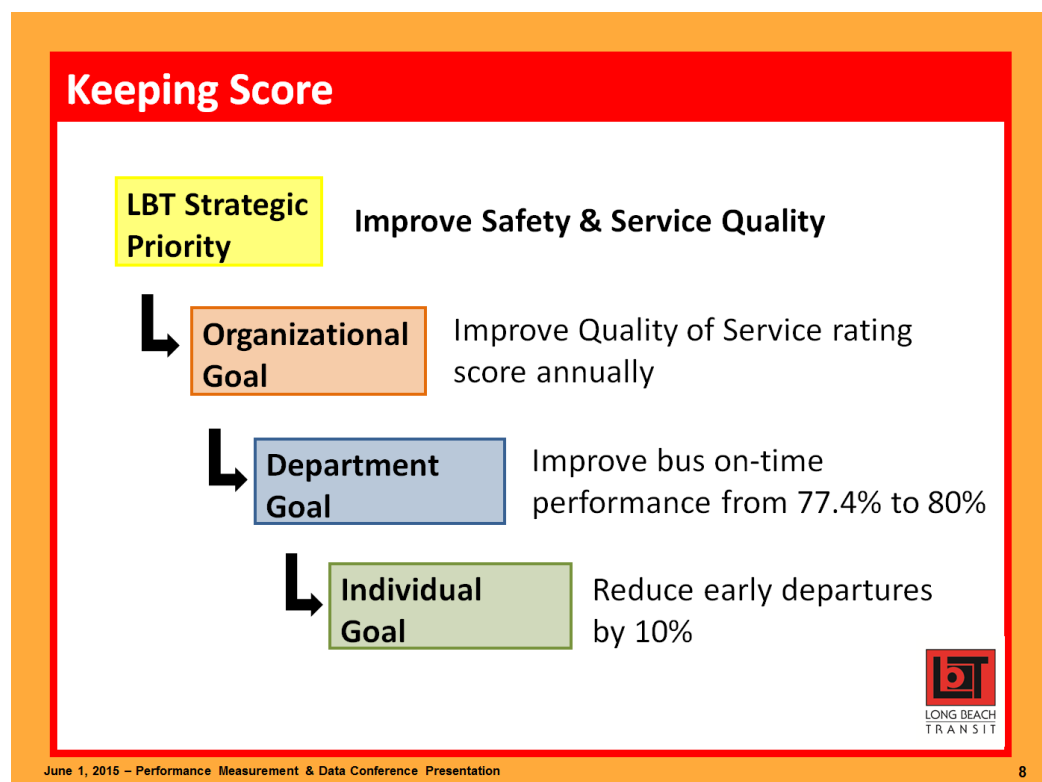 Keeping Score
LBT Strategic
Priority
Improve Safety & Service Quality
Organizational
Goal
Improve Quality of Service rating
score annually
Department
Goal
Improve bus on-time
performance from 77.4% to 80%
Individual
Goal
Reduce early departures
by 10%
LBT
LONG BEACH
TRANSIT
June 1, 2015 – Performance Measurement & Data Conference Presentation
8